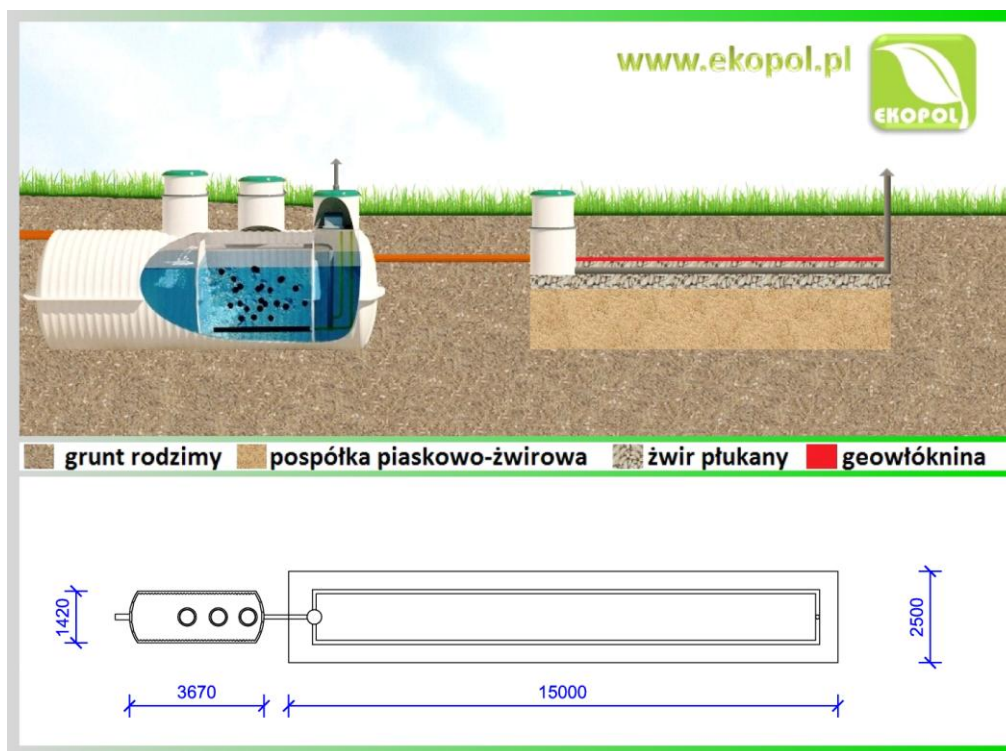 www.ekopol.pl
EKOPOL
grunt rodzimy pospółka piaskowo-żwirowa żwir płukany geowłóknina
1420
3670
15000
2500